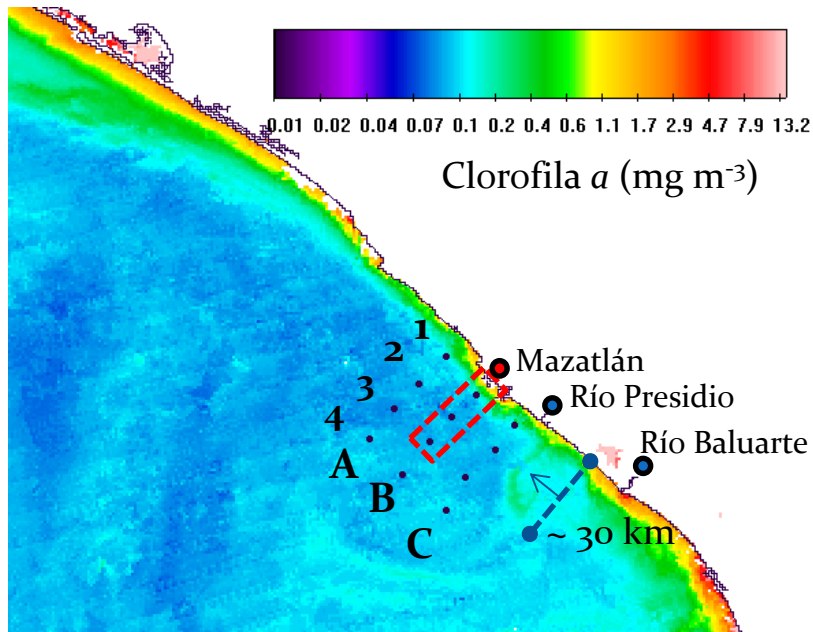 0.01 0.02 0.04 0.07 0.1 0.2 0.4 0.6 1.1 1.7 2.9 4.7 7.9 13.2
Clorofila a (mg m⁻³)
1
2
Mazatlán
3
Río Presidio
4
Río Baluarte
A
B
C
~ 30 km